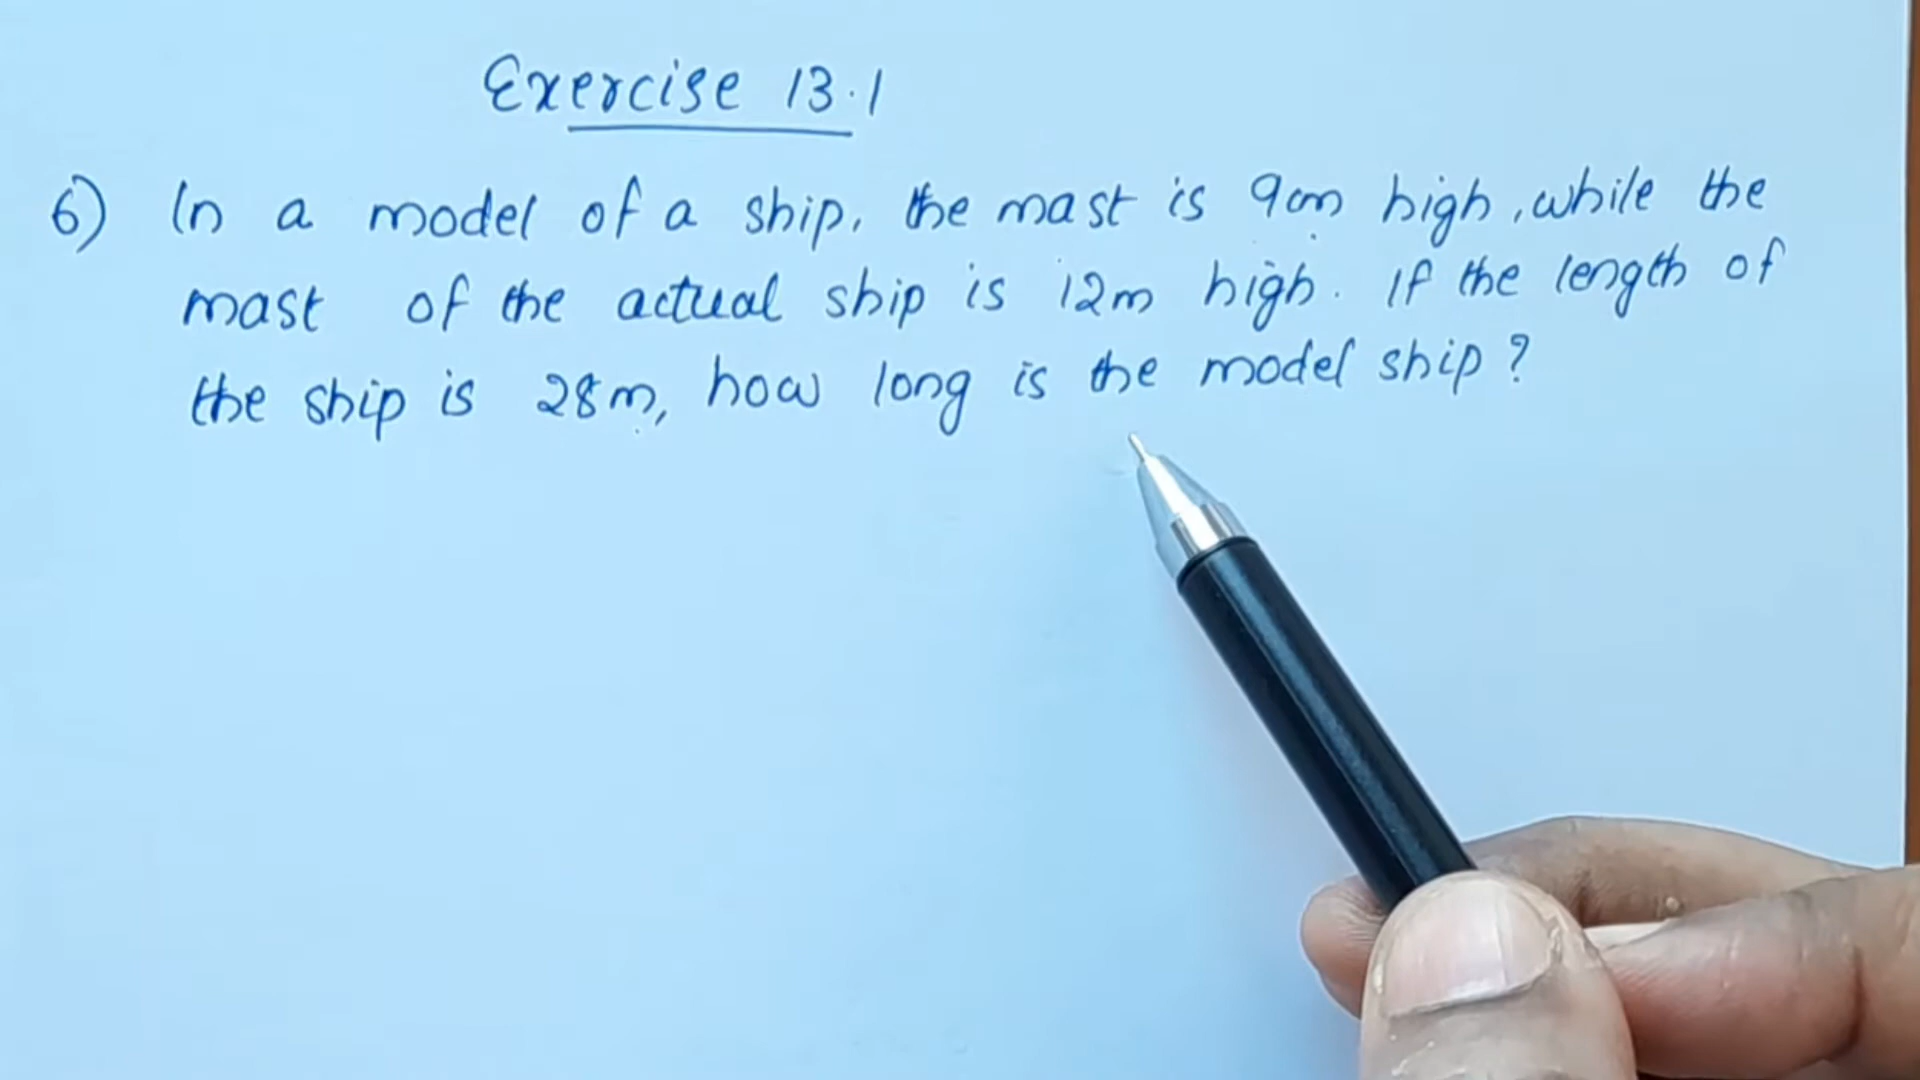 Exercise 13.1
6) In a model of a ship, the mast is 9cm high, while the
mast of the actual ship is 12m high. If the length of
the ship is 28m, how long is the model ship?